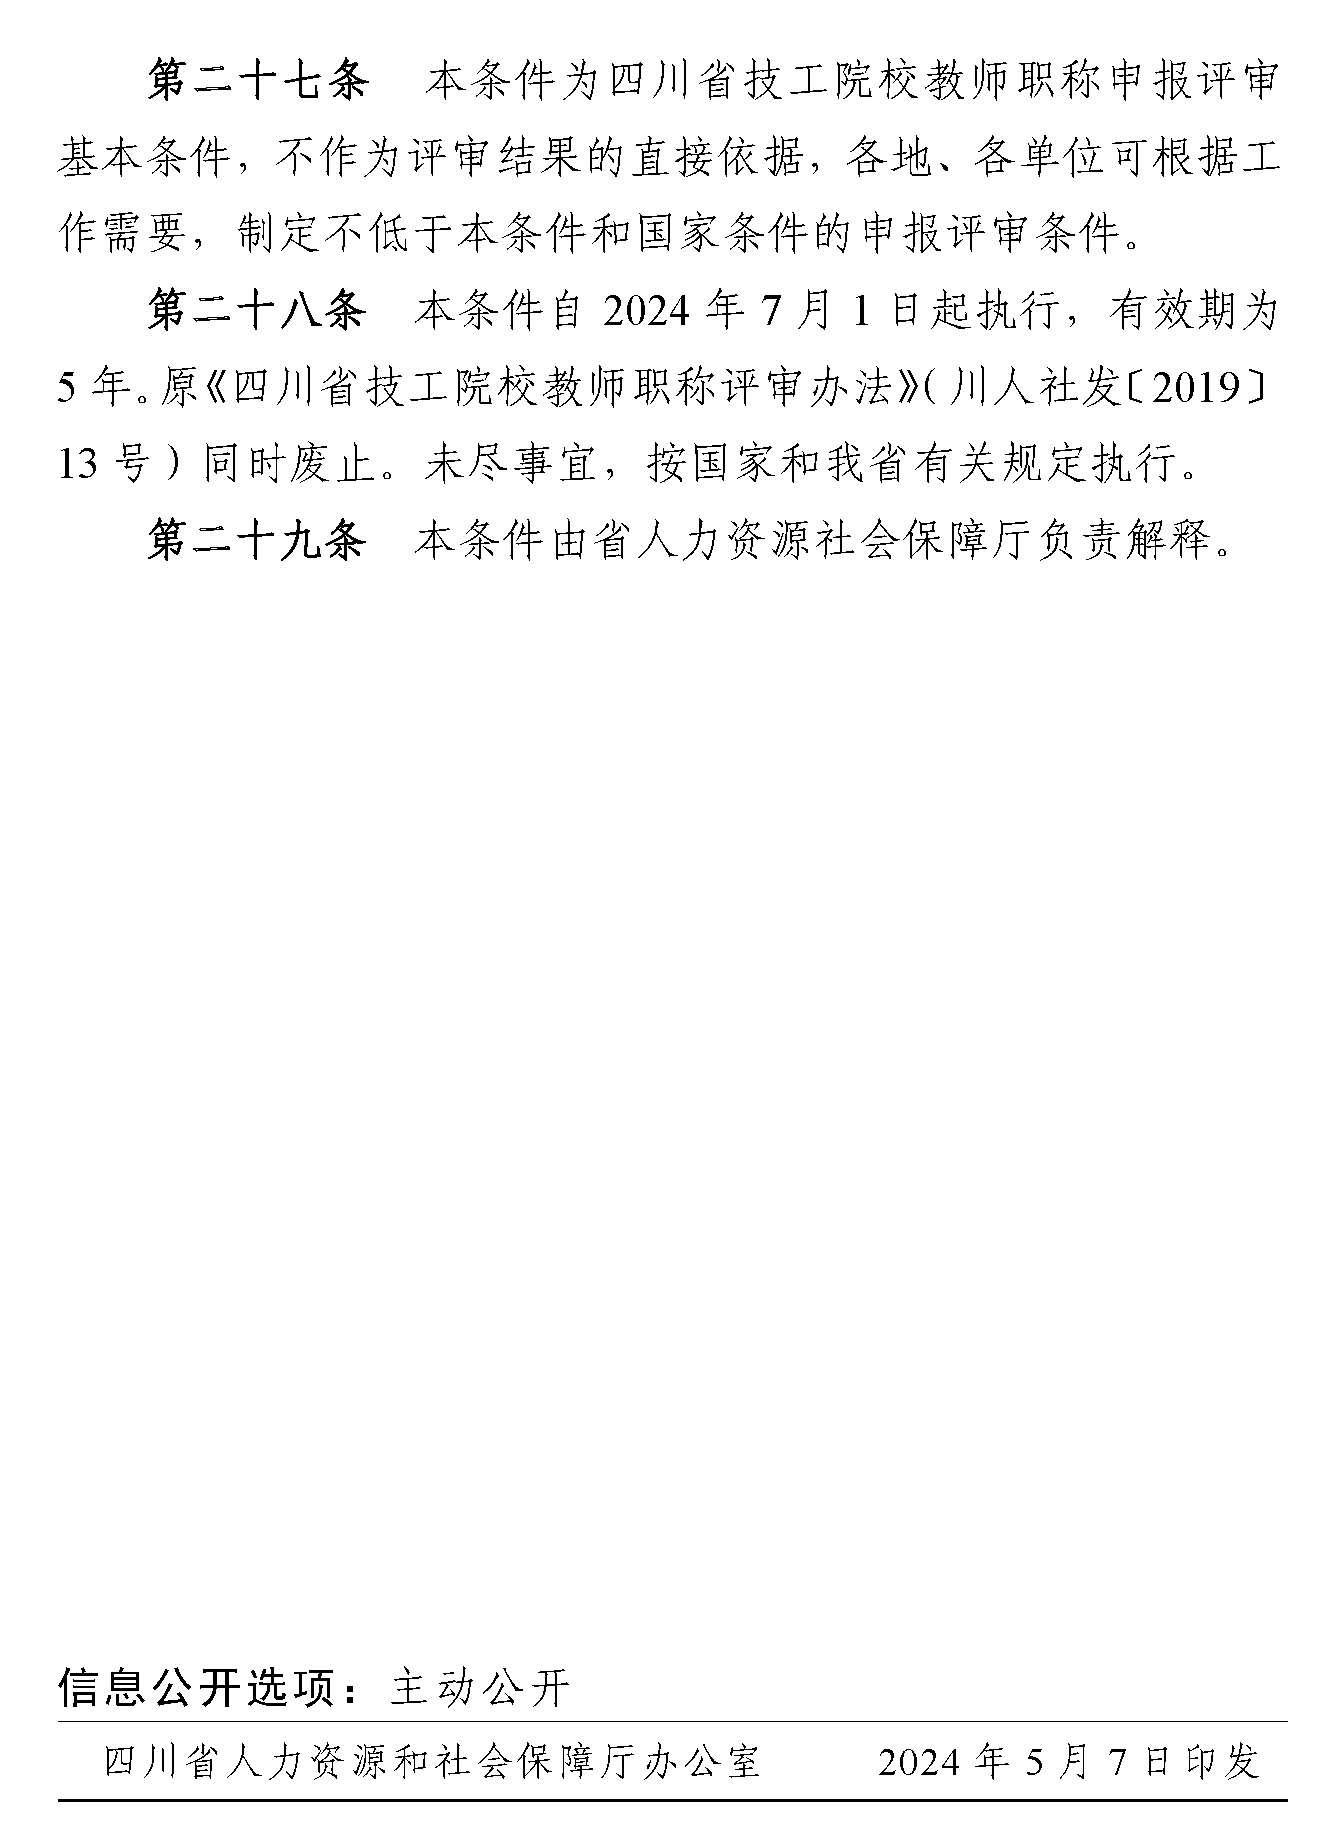 第二十七条　本条件为四川省技工院校教师职称申报评审
基本条件，不作为评审结果的直接依据，各地、各单位可根据工
作需要，制定不低于本条件和国家条件的申报评审条件。
第二十八条　本条件自 2024 年 7 月 1 日起执行，有效期为
5 年。原《四川省技工院校教师职称评审办法》（川人社发〔2019〕
13 号）同时废止。未尽事宜，按国家和我省有关规定执行。
第二十九条　本条件由省人力资源社会保障厅负责解释。
信息公开选项：主动公开
四川省人力资源和社会保障厅办公室　　2024 年 5 月 7 日印发